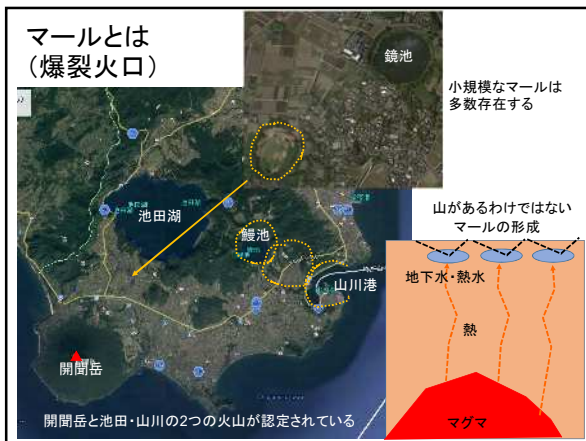 マールとは
(爆裂火口)
鏡池
小規模なマールは
多数存在する
池田湖
鰻池
山川港
開聞岳
開聞岳と池田・山川の2つの火山が認定されている
山があるわけではない
マールの形成
地下水・熱水
熱
マグマ